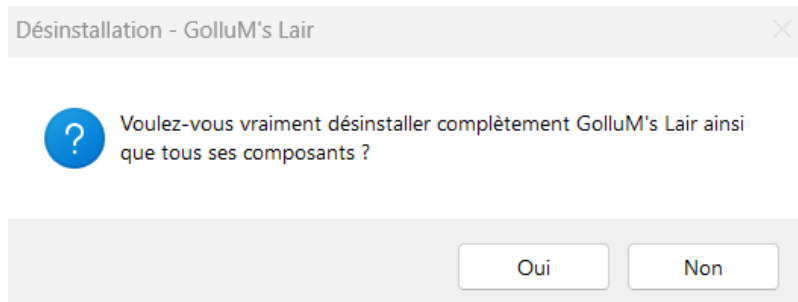 Désinstallation - GolluM's Lair
Voulez-vous vraiment désinstaller complètement GolluM's Lair ainsi
que tous ses composants ?
Oui
Non